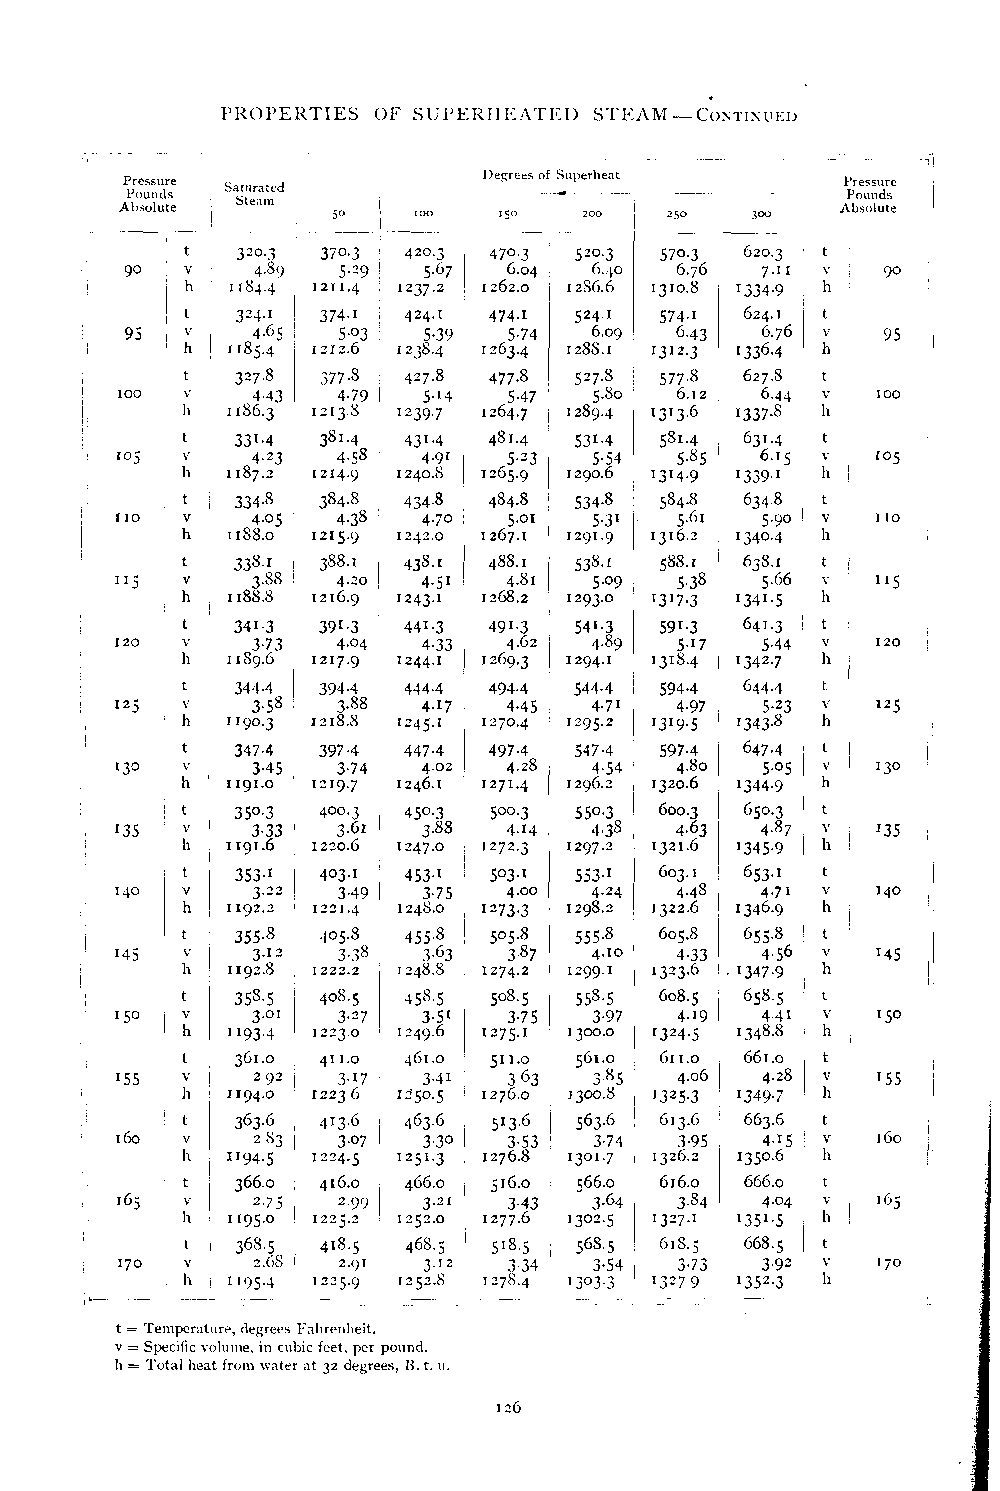 PROPERTIES OF SUPERHEATED STEAM—CONTINUED
Pressure Pounds Absolute Saturated Steam Degrees of Superheat Pressure Pounds Absolute
50 100 150 200 250 300
t 320.3 370.3 420.3 470.3 520.3 570.3 620.3 t
90 v 4.89 5.29 5.67 6.04 6.40 6.76 7.11 v 90
h 1184.4 1211.4 1237.2 1262.0 1286.6 1310.8 1334.9 h
t 324.1 374.1 424.1 474.1 524.1 574.1 624.1 t
95 v 4.65 5.03 5.39 5.74 6.09 6.43 6.76 v 95
h 1185.4 1212.6 1238.4 1263.4 1288.1 1312.3 1336.4 h
t 327.8 377.8 427.8 477.8 527.8 577.8 627.8 t
100 v 4.43 4.79 5.14 5.47 5.80 6.12 6.44 v 100
h 1186.3 1213.8 1239.7 1264.7 1289.4 1313.6 1337.8 h
t 331.4 381.4 431.4 481.4 531.4 581.4 631.4 t
105 v 4.23 4.58 4.91 5.23 5.54 5.85 6.15 v 105
h 1187.2 1214.9 1240.8 1265.9 1290.6 1314.9 1339.1 h
t 334.8 384.8 434.8 484.8 534.8 584.8 634.8 t
110 v 4.05 4.38 4.70 5.01 5.31 5.61 5.90 v 110
h 1188.0 1215.9 1242.0 1267.1 1291.9 1316.2 1340.4 h
t 338.1 388.1 438.1 488.1 538.1 588.1 638.1 t
115 v 3.88 4.20 4.51 4.81 5.09 5.38 5.66 v 115
h 1188.8 1216.9 1243.1 1268.2 1293.0 1317.3 1341.5 h
t 341.3 391.3 441.3 491.3 541.3 591.3 641.3 t
120 v 3.73 4.04 4.33 4.62 4.89 5.17 5.44 v 120
h 1189.6 1217.9 1244.1 1269.3 1294.1 1318.4 1342.7 h
t 344.4 394.4 444.4 494.4 544.4 594.4 644.4 t
125 v 3.58 3.88 4.17 4.45 4.71 4.97 5.23 v 125
h 1190.3 1218.8 1245.1 1270.4 1295.2 1319.5 1343.8 h
t 347.4 397.4 447.4 497.4 547.4 597.4 647.4 t
130 v 3.45 3.74 4.02 4.28 4.54 4.80 5.05 v 130
h 1191.0 1219.7 1246.1 1271.4 1296.2 1320.6 1344.9 h
t 350.3 400.3 450.3 500.3 550.3 600.3 650.3 t
135 v 3.33 3.61 3.88 4.14 4.38 4.63 4.87 v 135
h 1191.6 1220.6 1247.0 1272.3 1297.2 1321.6 1345.9 h
t 353.1 403.1 453.1 503.1 553.1 603.1 653.1 t
140 v 3.22 3.49 3.75 4.00 4.24 4.48 4.71 v 140
h 1192.2 1221.4 1248.0 1273.3 1298.2 1322.6 1346.9 h
t 355.8 405.8 455.8 505.8 555.8 605.8 655.8 t
145 v 3.12 3.38 3.63 3.87 4.10 4.33 4.56 v 145
h 1192.8 1222.2 1248.8 1274.2 1299.1 1323.6 1347.9 h
t 358.5 408.5 458.5 508.5 558.5 608.5 658.5 t
150 v 3.01 3.27 3.51 3.75 3.97 4.19 4.41 v 150
h 1193.4 1223.0 1249.6 1275.1 1300.0 1324.5 1348.8 h
t 361.0 411.0 461.0 511.0 561.0 611.0 661.0 t
155 v 2 92 3.17 3.41 3 63 3.85 4.06 4.28 v 155
h 1194.0 1223 6 1250.5 1276.0 1300.8 1325.3 1349.7 h
t 363.6 413.6 463.6 513.6 563.6 613.6 663.6 t
160 v 2 83 3.07 3.30 3.53 3.74 3.95 4.15 v 160
h 1194.5 1224.5 1251.3 1276.8 1301.7 1326.2 1350.6 h
t 366.0 416.0 466.0 516.0 566.0 616.0 666.0 t
165 v 2.75 2.99 3.21 3.43 3.64 3.84 4.04 v 165
h 1195.0 1225.2 1252.0 1277.6 1302.5 1327.1 1351.5 h
t 368.5 418.5 468.5 518.5 568.5 618.5 668.5 t
170 v 2.68 2.91 3.12 3.34 3.54 3.73 3.92 v 170
h 1195.4 1225.9 1252.8 1278.4 1303.3 1327 9 1352.3 h
t = Temperature, degrees Fahrenheit.
v = Specific volume, in cubic feet, per pound.
h = Total heat from water at 32 degrees, B. t. u.
126